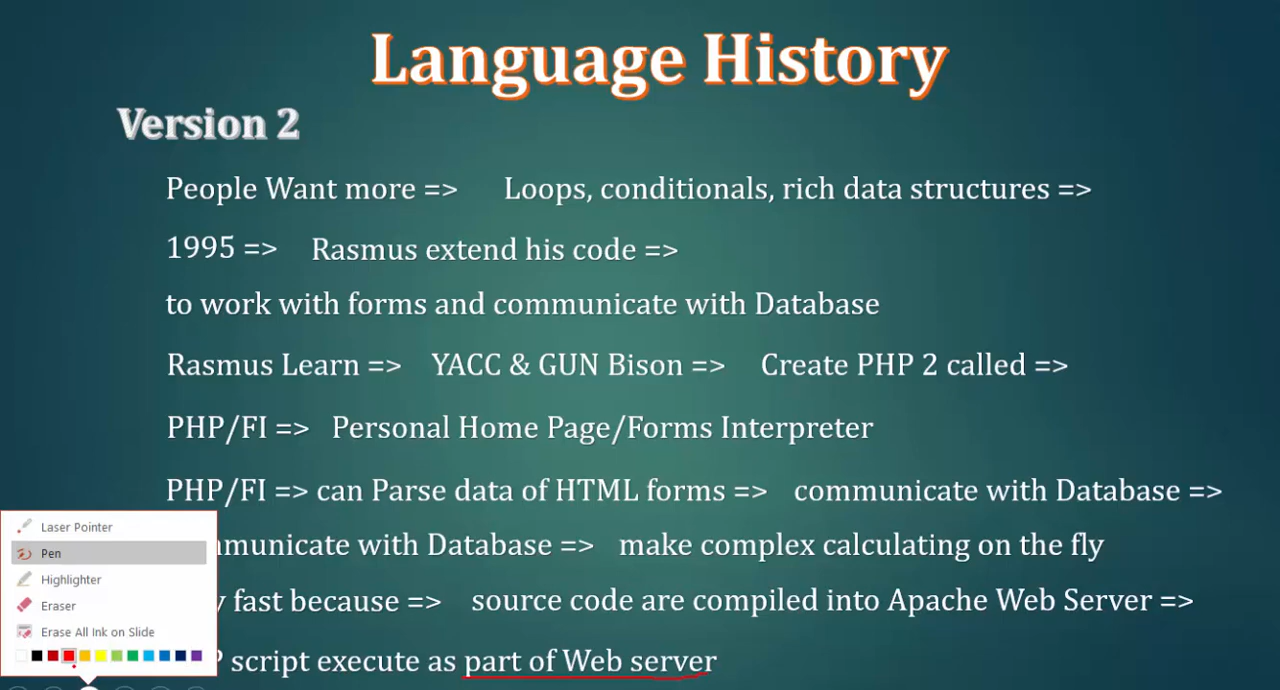 Language History
Version 2
People Want more => Loops, conditionals, rich data structures =>
1995 => Rasmus extend his code =>
to work with forms and communicate with Database
Rasmus Learn => YACC & GUN Bison => Create PHP 2 called =>
PHP/FI => Personal Home Page/Forms Interpreter
PHP/FI => can Parse data of HTML forms => communicate with Database =>
with Database => make complex calculating on the fly
fast because => source code are compiled into Apache Web Server =>
script execute as part of Web server
Laser Pointer
Pen
Highlighter
Eraser
Erase All Ink on Slide